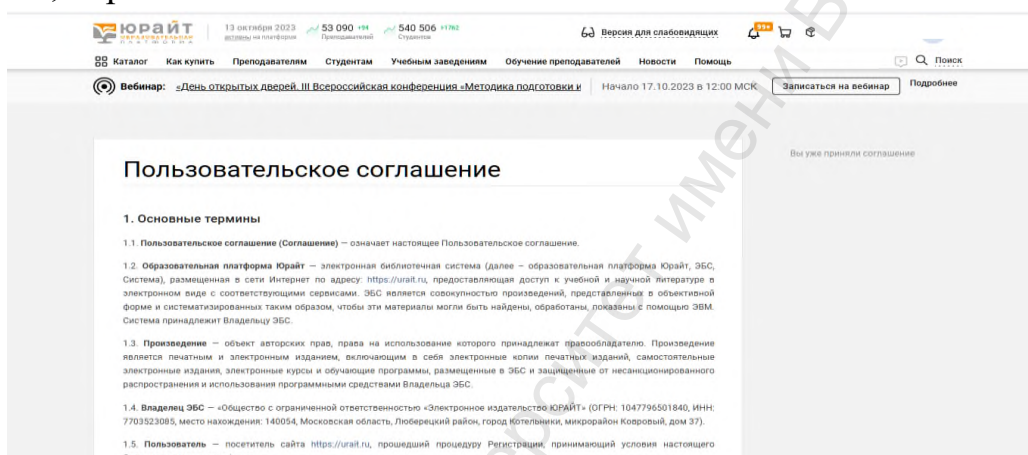 юрайт
ОБРАЗОВАТЕЛЬНАЯ
ПЛАТФОРМА
13 октября 2023
активны на платформе
53 090 +94
Преподавателей
540 506 +1762
Студентов
Версия для слабовидящих
99+
Каталог Как купить Преподавателям Студентам Учебным заведениям Обучение преподавателей Новости Помощь
Поиск
Вебинар: «День открытых дверей. III Всероссийская конференция «Методика подготовки и
Начало 17.10.2023 в 12:00 МСК
Записаться на вебинар
Подробнее
Вы уже приняли соглашение
Пользовательское соглашение
1. Основные термины
1.1. Пользовательское соглашение (Соглашение) — означает настоящее Пользовательское соглашение.
1.2. Образовательная платформа Юрайт — электронная библиотечная система (далее – образовательная платформа Юрайт, ЭБС,
Система), размещенная в сети Интернет по адресу: https://urait.ru, предоставляющая доступ к учебной и научной литературе в
электронном виде с соответствующими сервисами. ЭБС является совокупностью произведений, представленных в объективной
форме и систематизированных таким образом, чтобы эти материалы могли быть найдены, обработаны, показаны с помощью ЭВМ.
Система принадлежит Владельцу ЭБС.
1.3. Произведение — объект авторских прав, права на использование которого принадлежат правообладателю. Произведение
является печатным и электронным изданием, включающим в себя электронные копии печатных изданий, самостоятельные
электронные издания, электронные курсы и обучающие программы, размещенные в ЭБС и защищенные от несанкционированного
распространения и использования программными средствами Владельца ЭБС.
1.4. Владелец ЭБС — «Общество с ограниченной ответственностью «Электронное издательство ЮРАЙТ» (ОГРН: 1047796501840, ИНН:
7703523085, место нахождения: 140054, Московская область, Люберецкий район, город Котельники, микрорайон Ковровый, дом 37).
1.5. Пользователь — посетитель сайта https://urait.ru, прошедший процедуру Регистрации, принимающий условия настоящего
имени